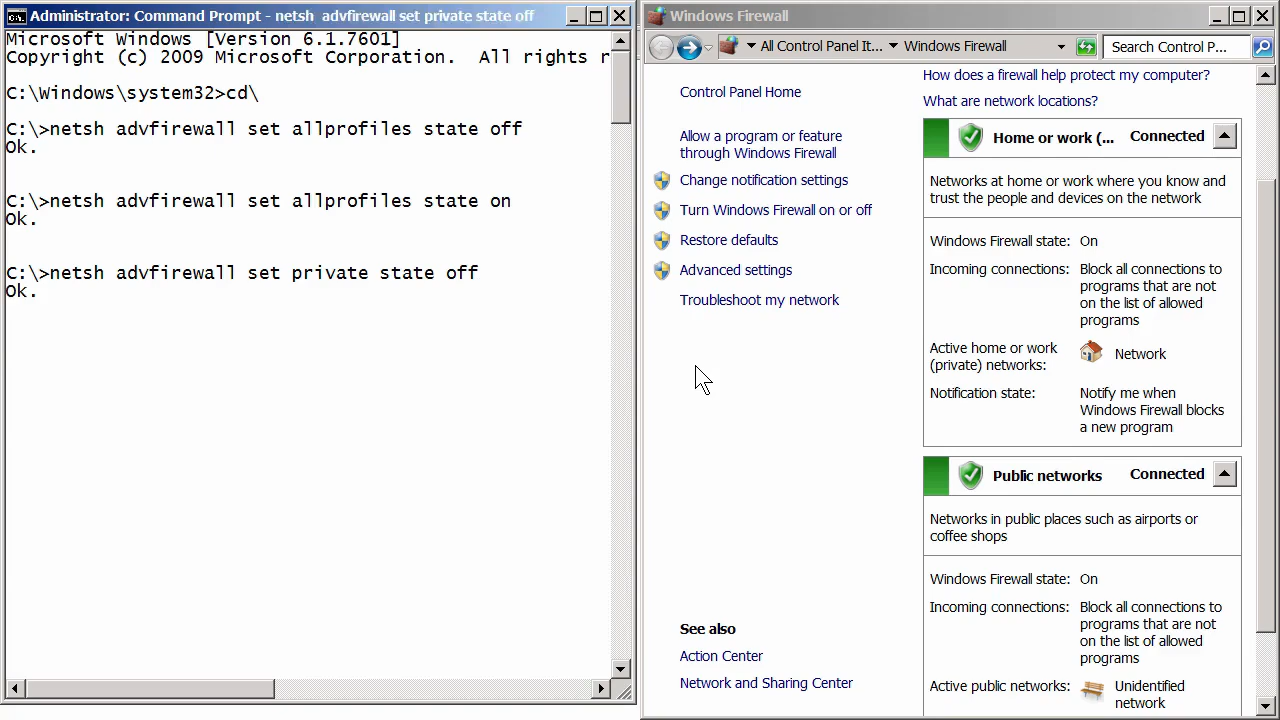 Administrator: Command Prompt - netsh  advfirewall set private state off
Microsoft Windows [Version 6.1.7601]
Copyright (c) 2009 Microsoft Corporation.  All rights r
C:\Windows\system32>cd\
C:\>netsh advfirewall set allprofiles state off
Ok.
C:\>netsh advfirewall set allprofiles state on
Ok.
C:\>netsh advfirewall set private state off
Ok.
Windows Firewall
All Control Panel It... Windows Firewall
Search Control P...
Control Panel Home
Allow a program or feature
through Windows Firewall
Change notification settings
Turn Windows Firewall on or off
Restore defaults
Advanced settings
Troubleshoot my network
See also
Action Center
Network and Sharing Center
How does a firewall help protect my computer?
What are network locations?
Home or work (... Connected
Networks at home or work where you know and
trust the people and devices on the network
Windows Firewall state: On
Incoming connections: Block all connections to
programs that are not
on the list of allowed
programs
Active home or work
(private) networks:
Network
Notification state: Notify me when
Windows Firewall blocks
a new program
Public networks Connected
Networks in public places such as airports or
coffee shops
Windows Firewall state: On
Incoming connections: Block all connections to
programs that are not
on the list of allowed
programs
Active public networks: Unidentified
network